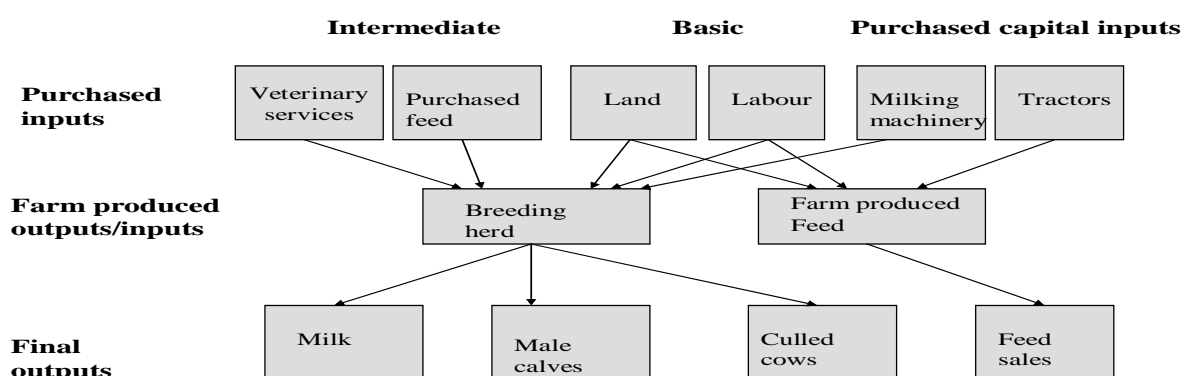 Intermediate Basic Purchased capital inputs
Purchased
inputs
Veterinary
services
Purchased
feed
Land
Labour
Milking
machinery
Tractors
Farm produced
outputs/inputs
Breeding
herd
Farm produced
Feed
Final
outputs
Milk
Male
calves
Culled
cows
Feed
sales